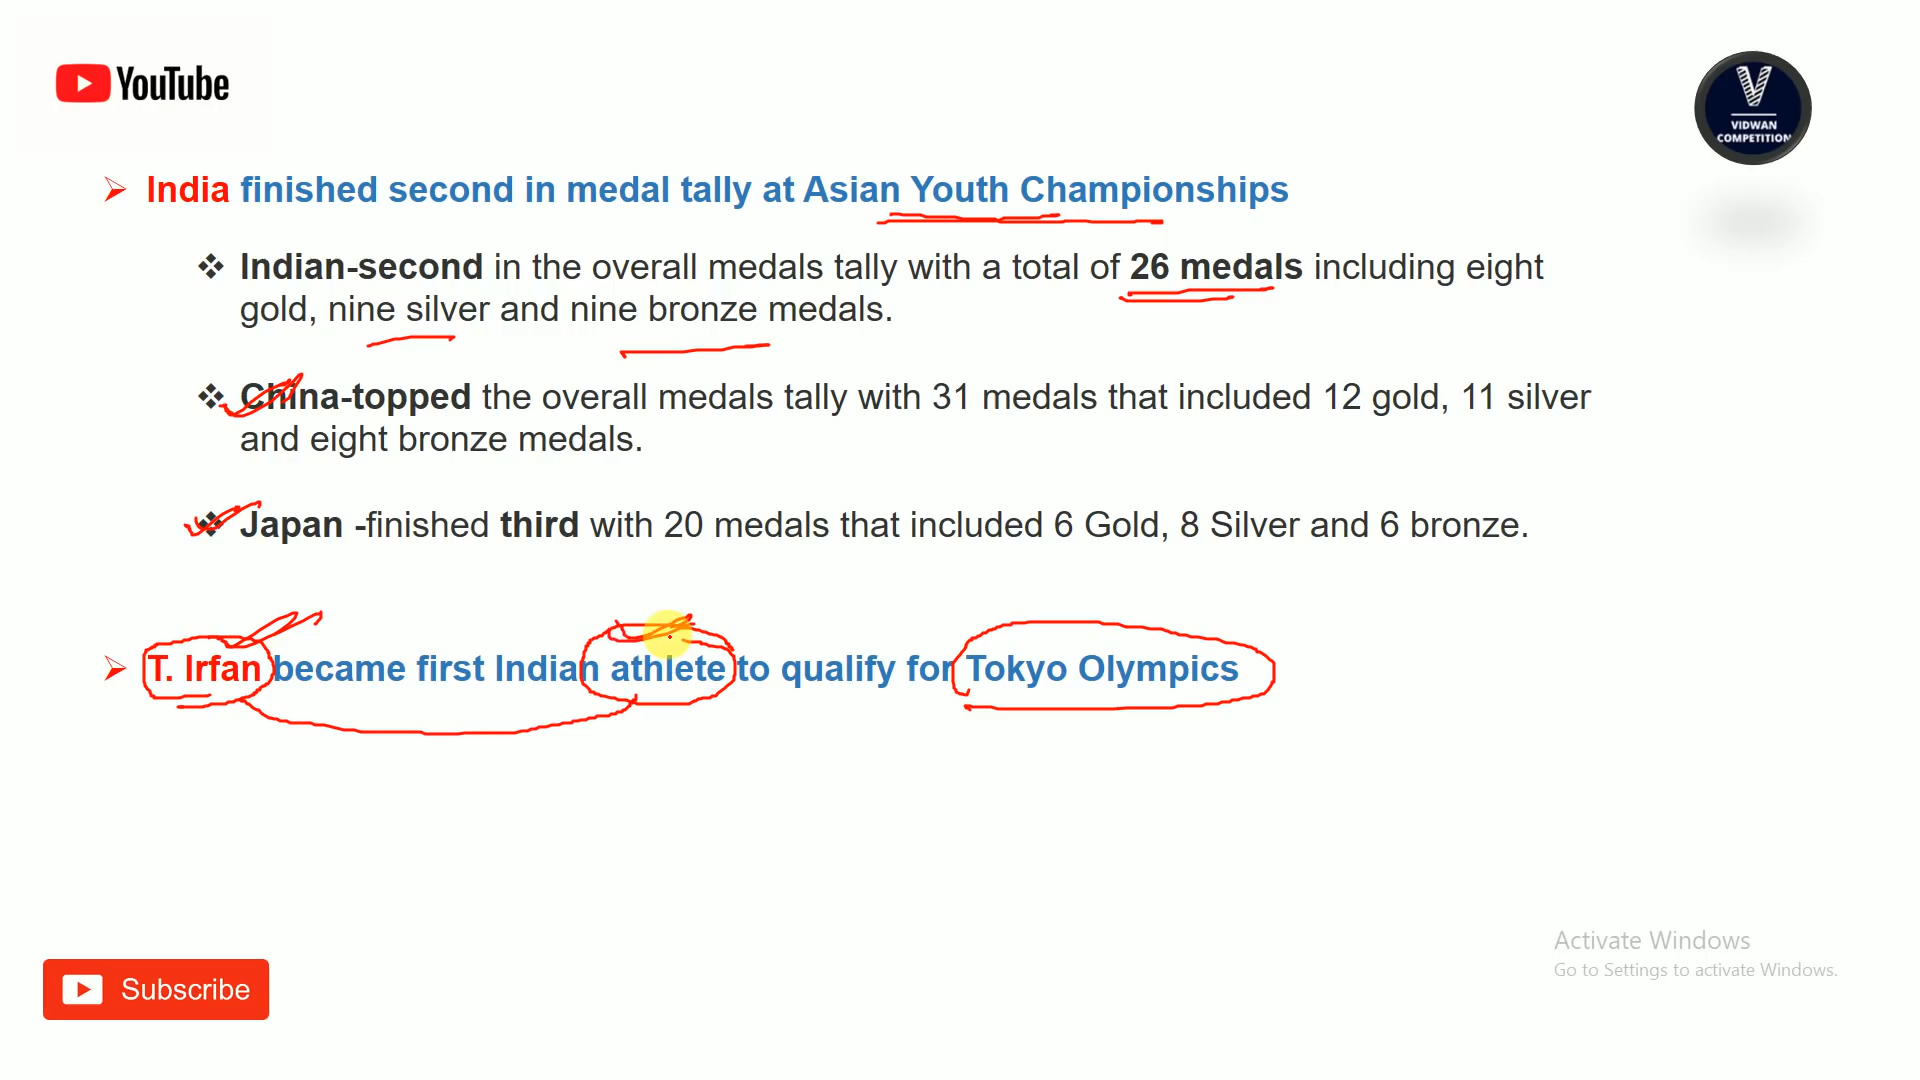 YouTube
V
VIDWAN
COMPETITION
India finished second in medal tally at Asian Youth Championships
Indian-second in the overall medals tally with a total of 26 medals including eight
gold, nine silver and nine bronze medals.
China-topped the overall medals tally with 31 medals that included 12 gold, 11 silver
and eight bronze medals.
Japan -finished third with 20 medals that included 6 Gold, 8 Silver and 6 bronze.
T. Irfan became first Indian athlete to qualify for Tokyo Olympics
Activate Windows
Go to Settings to activate Windows.
Subscribe